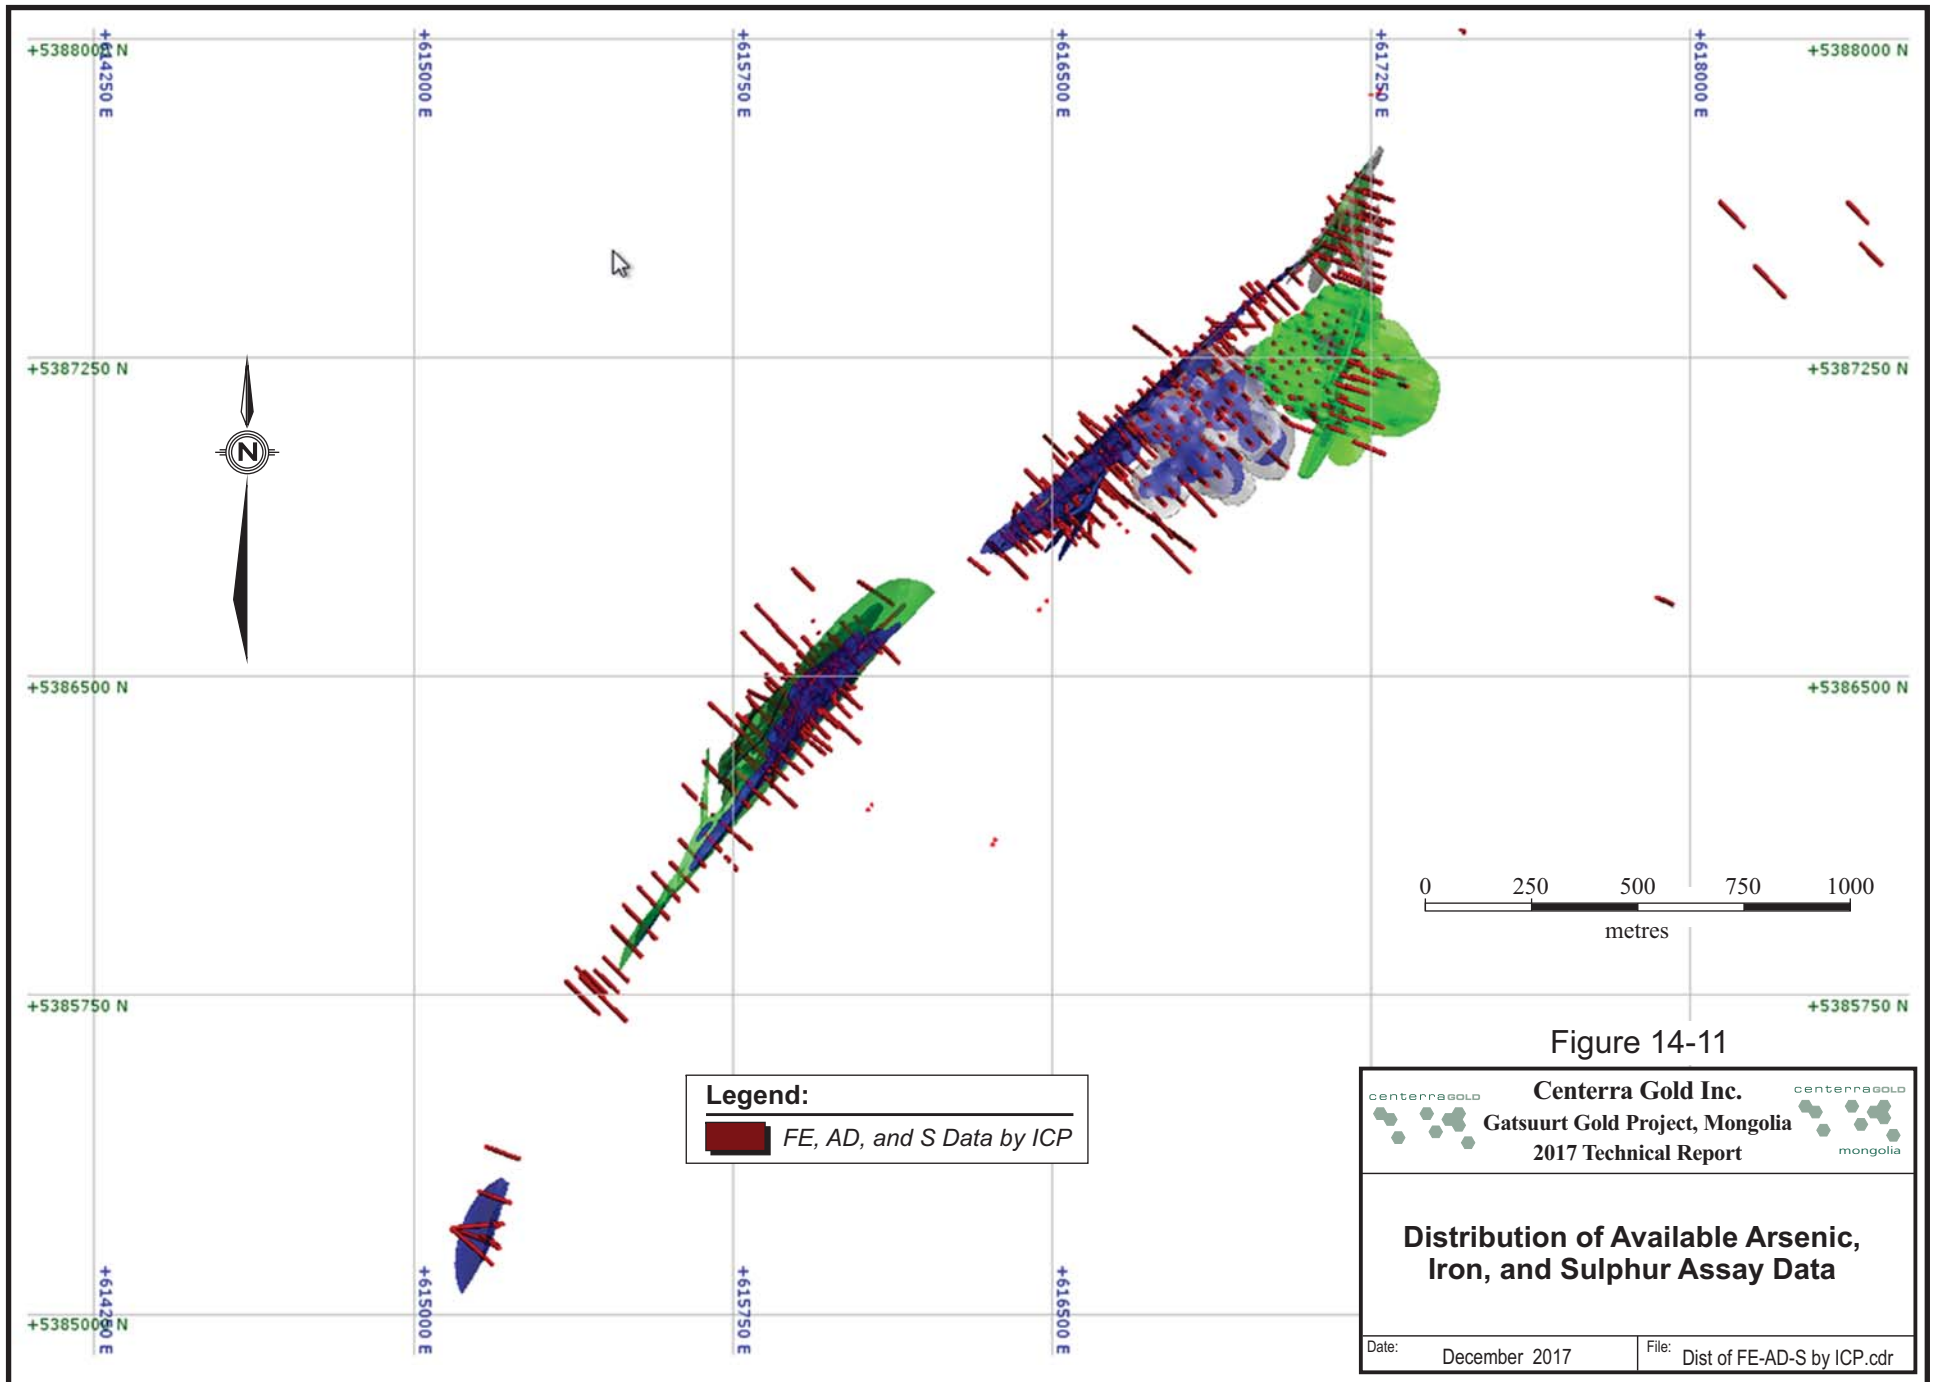 +614250 E
+615000 E
+615750 E
+616500 E
+617250 E
+618000 E
+5388000 N
+5388000 N
+5387250 N
+5387250 N
N
+5386500 N
+5386500 N
0 250 500 750 1000
metres
+5385750 N
+5385750 N
Figure 14-11
Legend:
FE, AD, and S Data by ICP
centerraGOLD
centerraGOLD
mongolia
Centerra Gold Inc.
Gatsuurt Gold Project, Mongolia
2017 Technical Report
Distribution of Available Arsenic,
Iron, and Sulphur Assay Data
+5385000 N
+614250 E
+615000 E
+615750 E
+616500 E
Date: December 2017
File: Dist of FE-AD-S by ICP.cdr